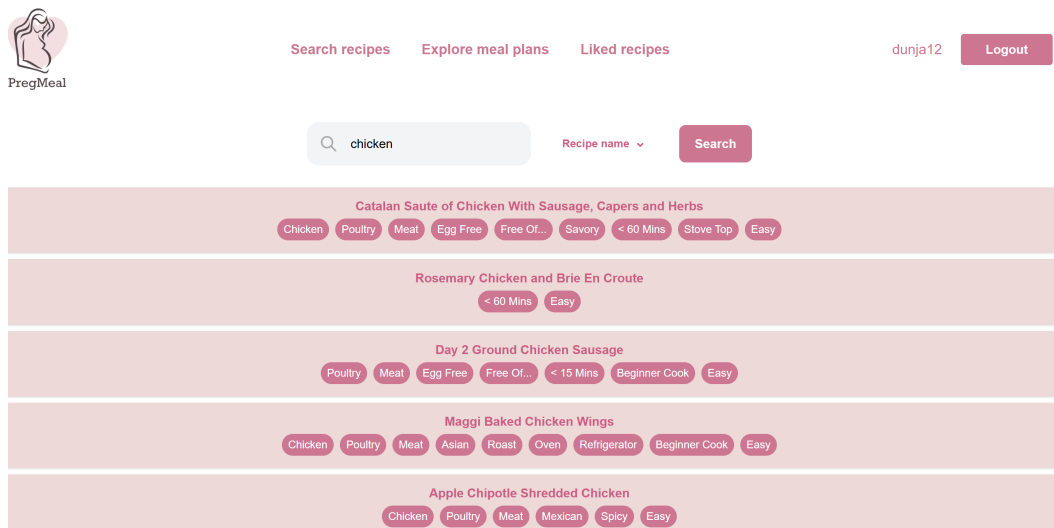 PregMeal
Search recipes Explore meal plans Liked recipes dunja12 Logout
chicken Recipe name Search
Catalan Saute of Chicken With Sausage, Capers and Herbs
Chicken Poultry Meat Egg Free Free Of... Savory < 60 Mins Stove Top Easy
Rosemary Chicken and Brie En Croute
< 60 Mins Easy
Day 2 Ground Chicken Sausage
Poultry Meat Egg Free Free Of... < 15 Mins Beginner Cook Easy
Maggi Baked Chicken Wings
Chicken Poultry Meat Asian Roast Oven Refrigerator Beginner Cook Easy
Apple Chipotle Shredded Chicken
Chicken Poultry Meat Mexican Spicy Easy